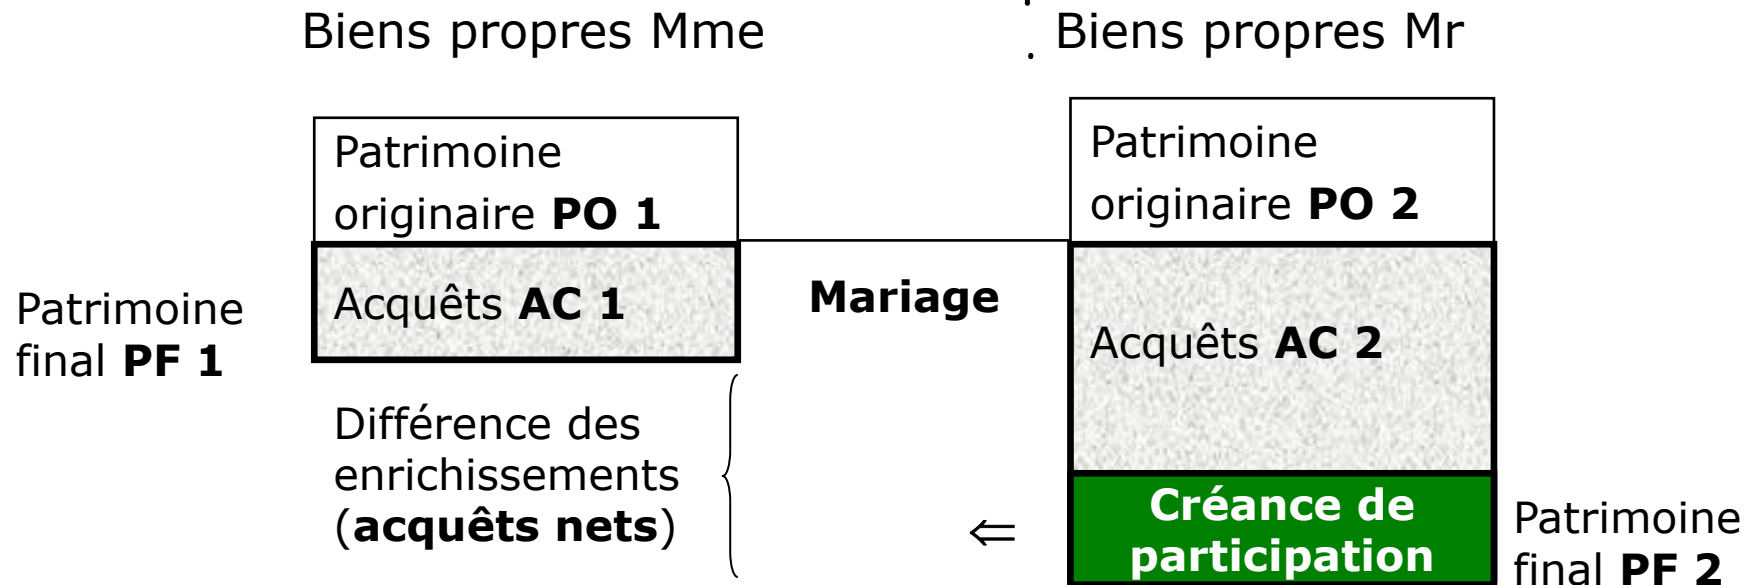 Biens propres Mme
Biens propres Mr
Patrimoine
originaire PO 1
Patrimoine
originaire PO 2
Patrimoine
final PF 1
Acquêts AC 1
Mariage
Acquêts AC 2
Différence des
enrichissements
(acquêts nets)
⇐
Créance de
participation
Patrimoine
final PF 2